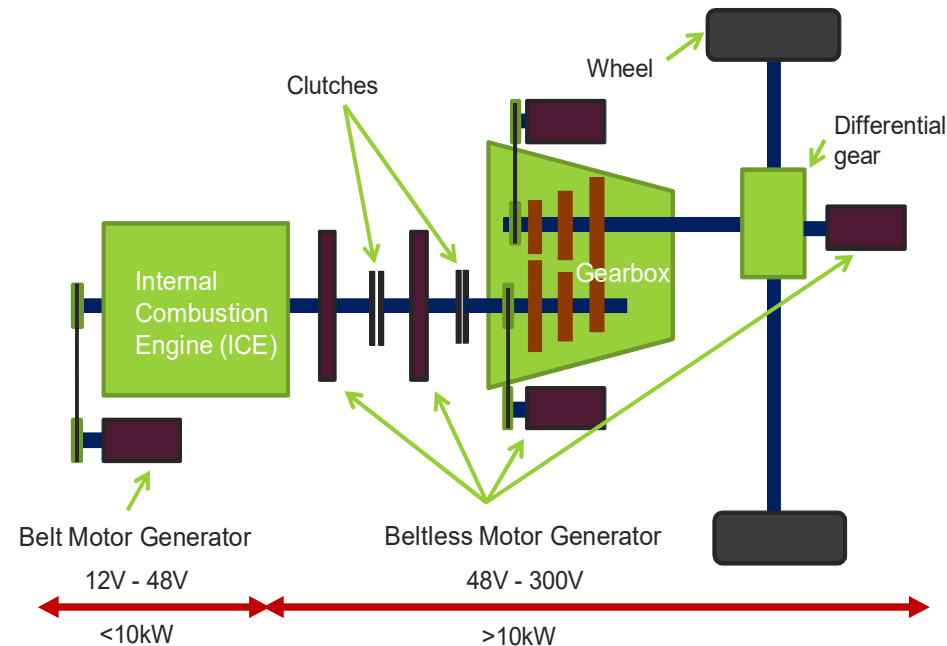 Wheel
Clutches
Differential
gear
Internal
Combustion
Engine (ICE)
Gearbox
Belt Motor Generator
Beltless Motor Generator
12V - 48V
48V - 300V
<10kW
>10kW